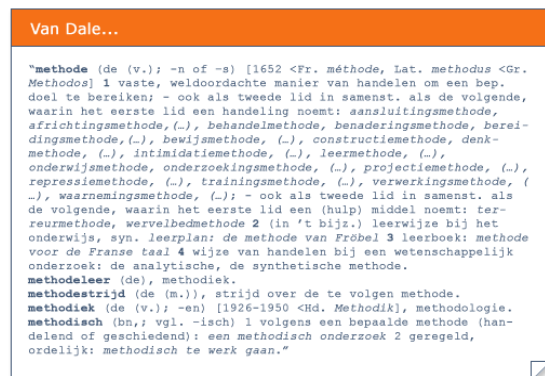 Van Dale...
“methode (de (v.); -n of -s) [1652 <Fr. méthode, Lat. methodus <Gr.
Methodos] 1 vaste, weldoordachte manier van handelen om een bep.
doel te bereiken; - ook als tweede lid in samenst. als de volgende,
waarin het eerste lid een handeling noemt: aansluitingsmethode,
africhtingsmethode,(…), behandelmethode, benaderingsmethode, berei-
dingsmethode,(…), bewijsmethode, (…), constructiemethode, denk-
methode, (…), intimidatiemethode, (…), leermethode, (…),
onderwijsmethode, onderzoekingsmethode, (…), projectiemethode, (…),
repressiemethode, (…), trainingsmethode, (…), verwerkingsmethode, (
…), waarnemingsmethode, (…); - ook als tweede lid in samenst. als
de volgende, waarin het eerste lid een (hulp) middel noemt: ter-
reurmethode, wervelbedmethode 2 (in ’t bijz.) leerwijze bij het
onderwijs, syn. leerplan: de methode van Fröbel 3 leerboek: methode
voor de Franse taal 4 wijze van handelen bij een wetenschappelijk
onderzoek: de analytische, de synthetische methode.
methodeleer (de), methodiek.
methodestrijd (de (m.)), strijd over de te volgen methode.
methodiek (de (v.); -en) [1926-1950 <Hd. Methodik], methodologie.
methodisch (bn,; vgl. -isch) 1 volgens een bepaalde methode (han-
delend of geschiedend): een methodisch onderzoek 2 geregeld,
ordelijk: methodisch te werk gaan.”